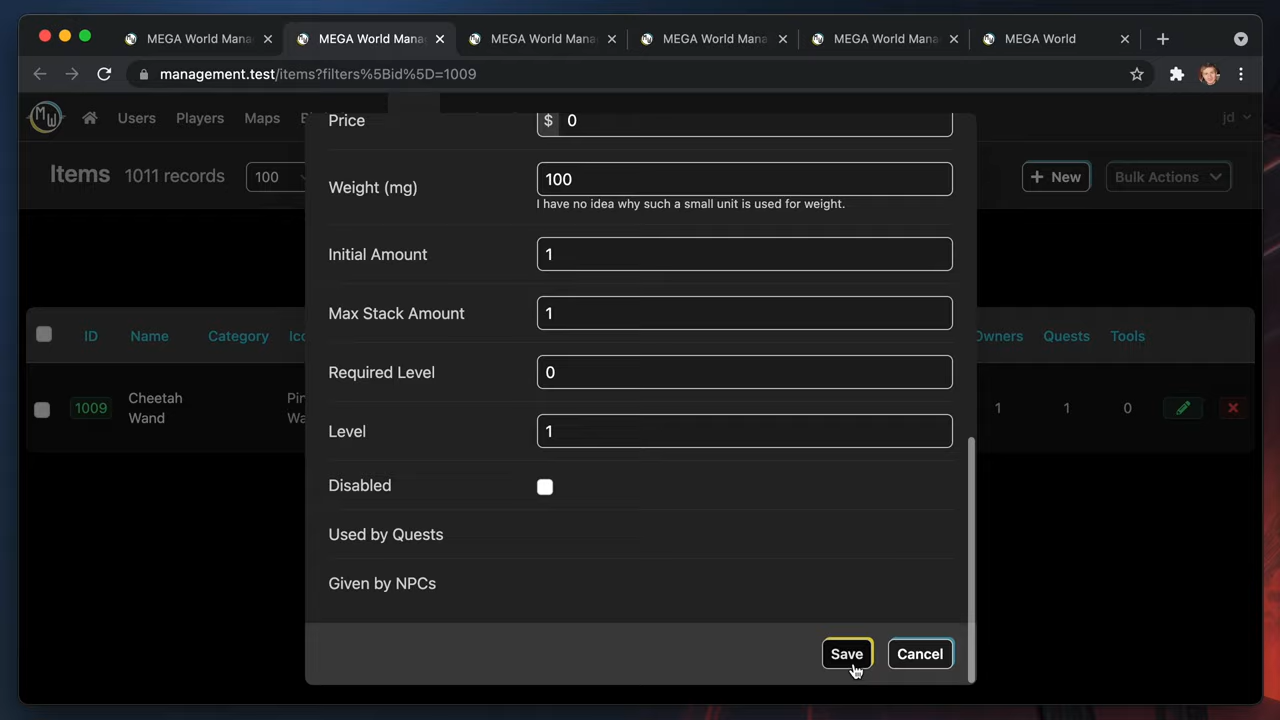 MEGA World Mana
MEGA World Mana
MEGA World Mana
MEGA World Mana
MEGA World Mana
MEGA World
management.test/items?filters%5Bid%5D=1009
MW
Users
Players
Maps
jd
Items
1011 records
100
+ New
Bulk Actions
Price
$ 0
Weight (mg)
100
I have no idea why such a small unit is used for weight.
Initial Amount
1
Max Stack Amount
1
Required Level
0
Level
1
Disabled
Used by Quests
Given by NPCs
Save
Cancel
ID
Name
Category
Quests
Tools
1009
Cheetah
Wand
1
1
0